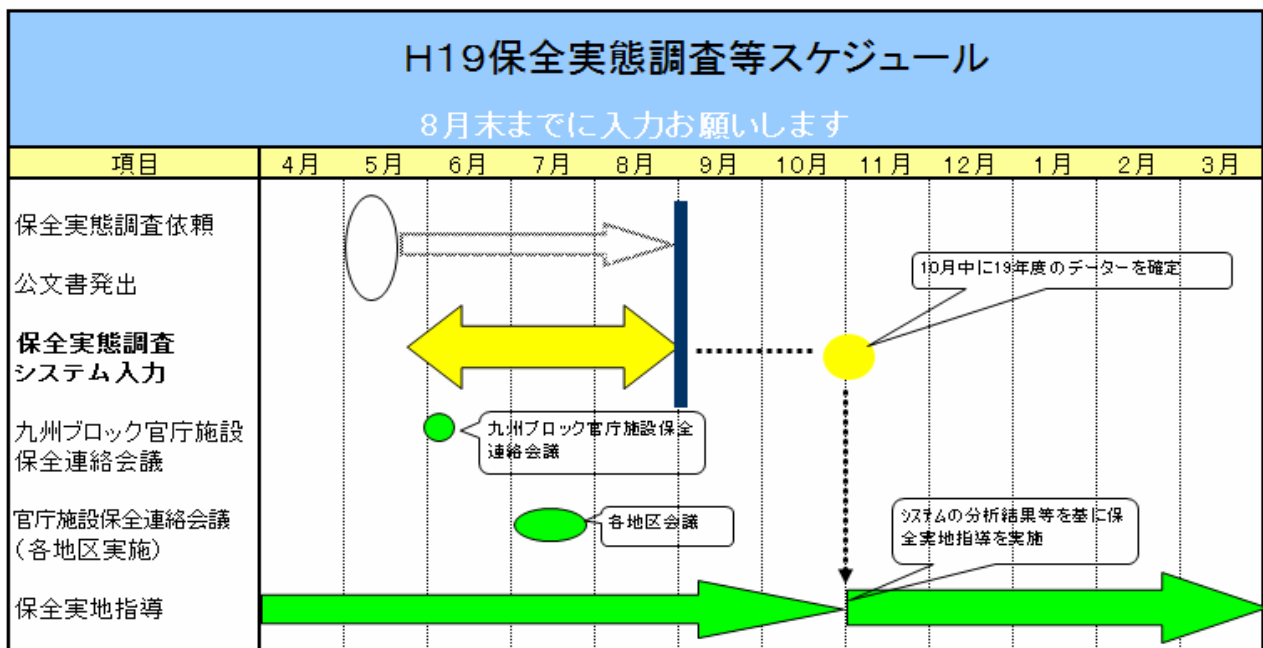 H19保全実態調査等スケジュール
8月末までに入力お願いします
項目 4月 5月 6月 7月 8月 9月 10月 11月 12月 1月 2月 3月
保全実態調査依頼
公文書発出
10月中に19年度のデーターを確定
保全実態調査
システム入力
九州ブロック官庁施設
保全連絡会議
九州ブロック官庁施設保全
連絡会議
官庁施設保全連絡会議
(各地区実施)
各地区会議
システムの分析結果等を基に保
全実地指導を実施
保全実地指導